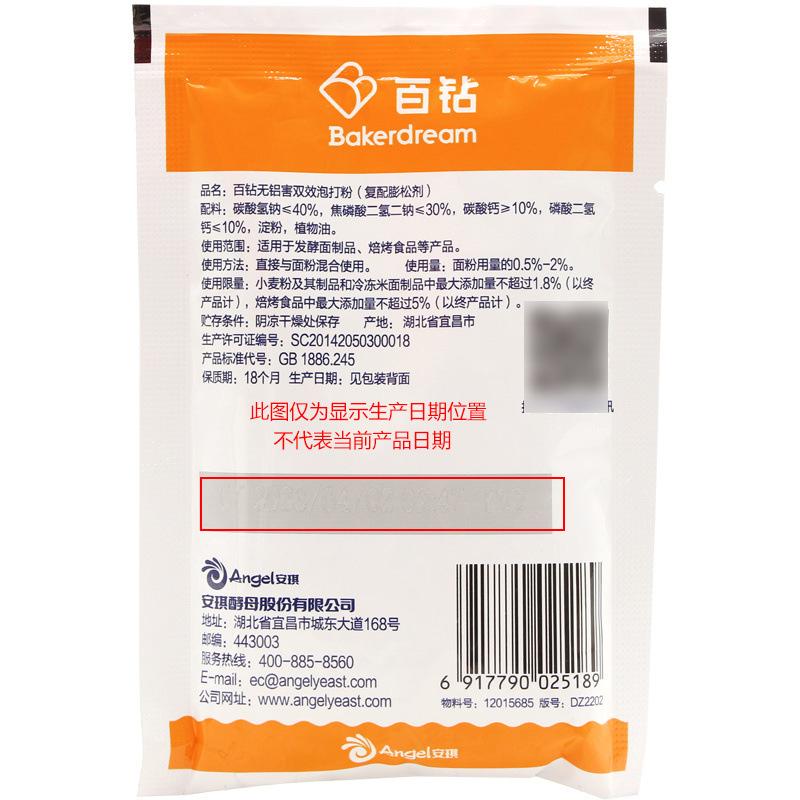 百钻
Bakerdream
品名：百钻无铝害双效泡打粉（复配膨松剂）
配料：碳酸氢钠≤40%，焦磷酸二氢二钠≤30%，碳酸钙≥10%，磷酸二氢
钙≤10%，淀粉，植物油。
使用范围：适用于发酵面制品、焙烤食品等产品。
使用方法：直接与面粉混合使用。 使用量：面粉用量的0.5%-2%。
使用限量：小麦粉及其制品和冷冻米面制品中最大添加量不超过1.8%（以终
产品计），焙烤食品中最大添加量不超过5%（以终产品计）。
贮存条件：阴凉干燥处保存 产地：湖北省宜昌市
生产许可证编号：SC20142050300018
产品标准代号：GB 1886.245
保质期：18个月 生产日期：见包装背面
此图仅为显示生产日期位置
不代表当前产品日期
Angel安琪
安琪酵母股份有限公司
地址：湖北省宜昌市城东大道168号
邮编：443003
服务热线：400-885-8560
E-mail：ec@angelyeast.com
公司网址：www.angelyeast.com
6 917790 025189
物料号：12015685 版号：DZ2202
Angel安琪